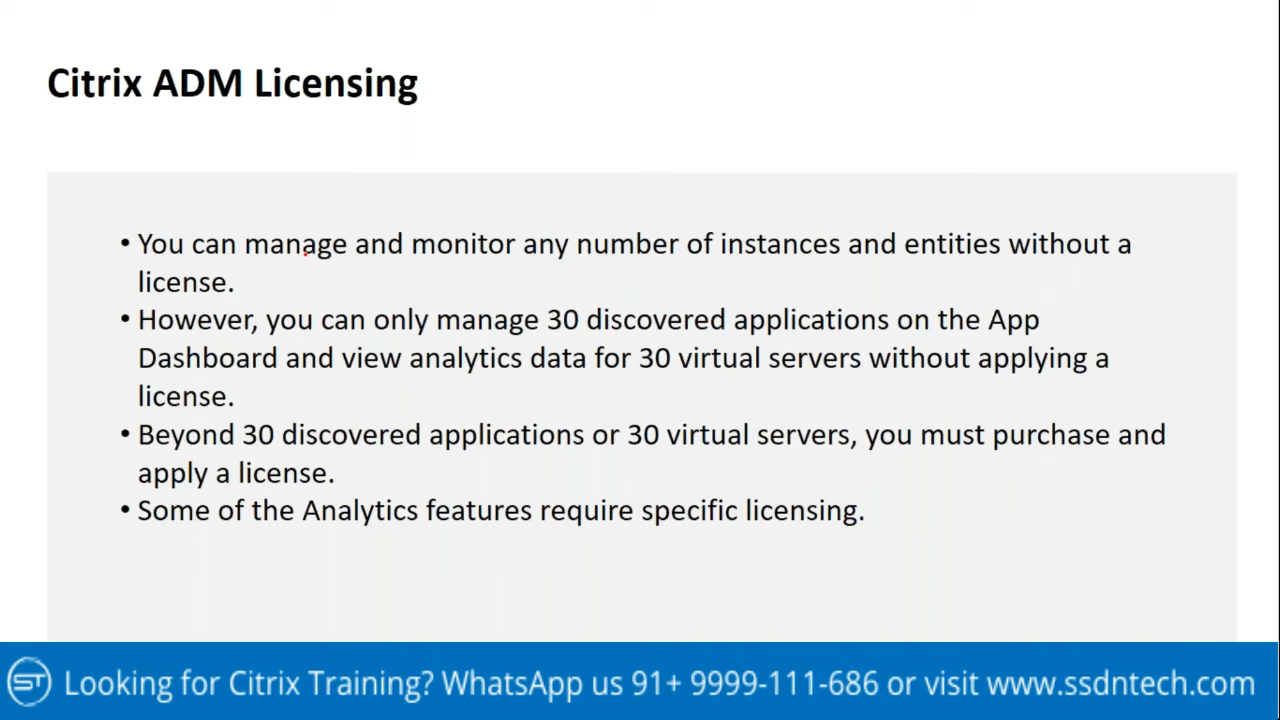 Citrix ADM Licensing
• You can manage and monitor any number of instances and entities without a
license.
• However, you can only manage 30 discovered applications on the App
Dashboard and view analytics data for 30 virtual servers without applying a
license.
• Beyond 30 discovered applications or 30 virtual servers, you must purchase and
apply a license.
• Some of the Analytics features require specific licensing.
ST Looking for Citrix Training? WhatsApp us 91+ 9999-111-686 or visit www.ssdntech.com